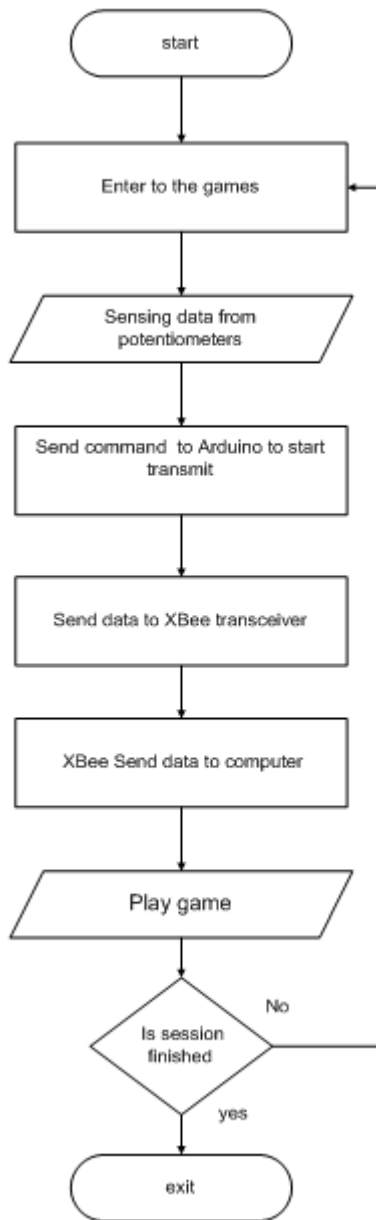 start
Enter to the games
Sensing data from
potentiometers
Send command to Arduino to start
transmit
Send data to XBee transceiver
XBee Send data to computer
Play game
Is session
finished
No
yes
exit